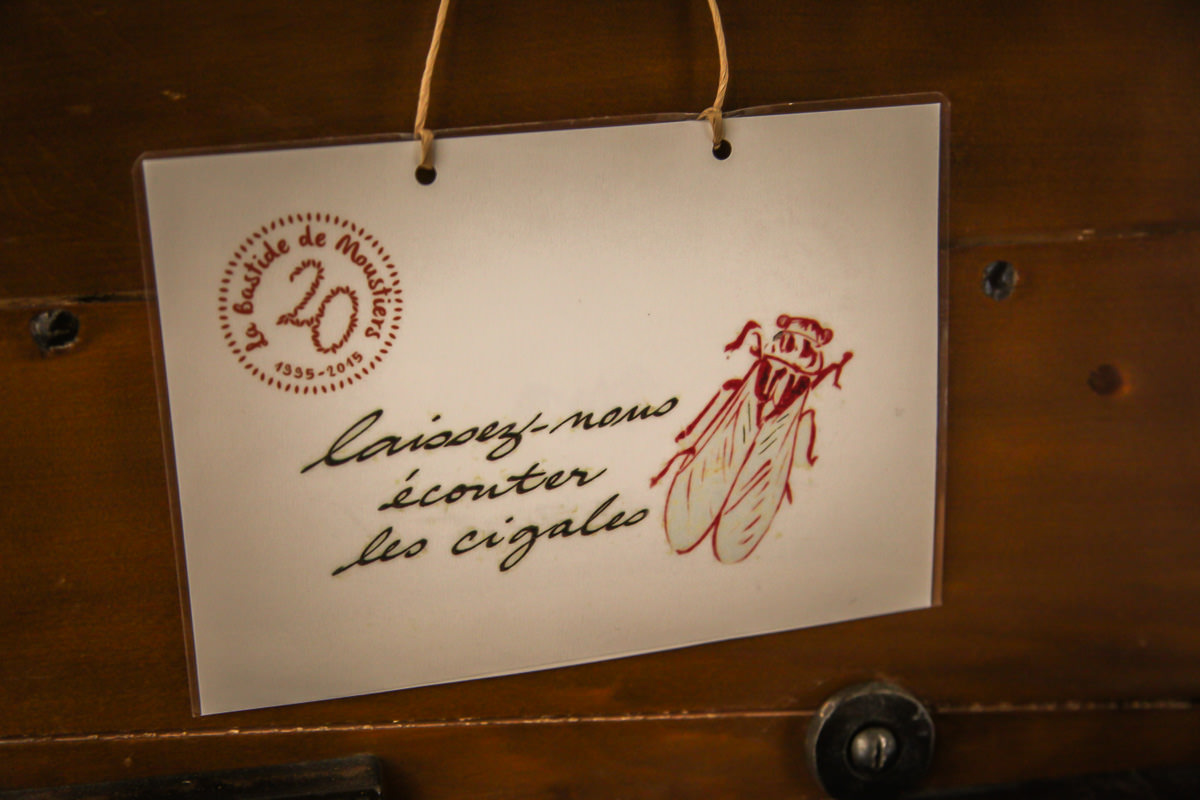 La Bastide de Moustiers
20
1995-2015
laissez-nous
écouter
les cigales